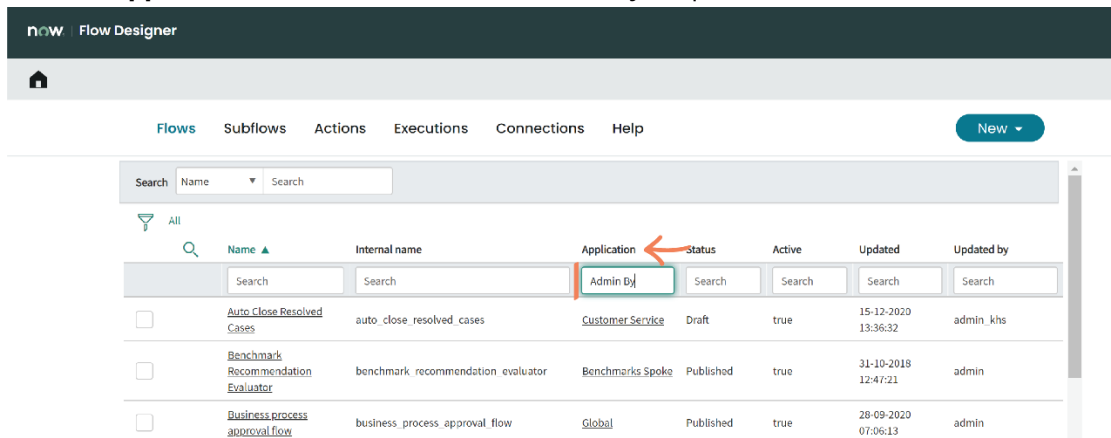 now. Flow Designer
Flows Subflows Actions Executions Connections Help New
Search Name Search
All
Name Internal name Application Status Active Updated Updated by
Search Search Admin By Search Search Search Search
Auto Close Resolved
Cases
auto_close_resolved_cases Customer Service Draft true
15-12-2020
13:36:32
admin_khs
Benchmark
Recommendation
Evaluator
benchmark_recommendation_evaluator Benchmarks Spoke Published true
31-10-2018
12:47:21
admin
Business process
approval flow
business_process_approval_flow Global Published true
28-09-2020
07:06:13
admin